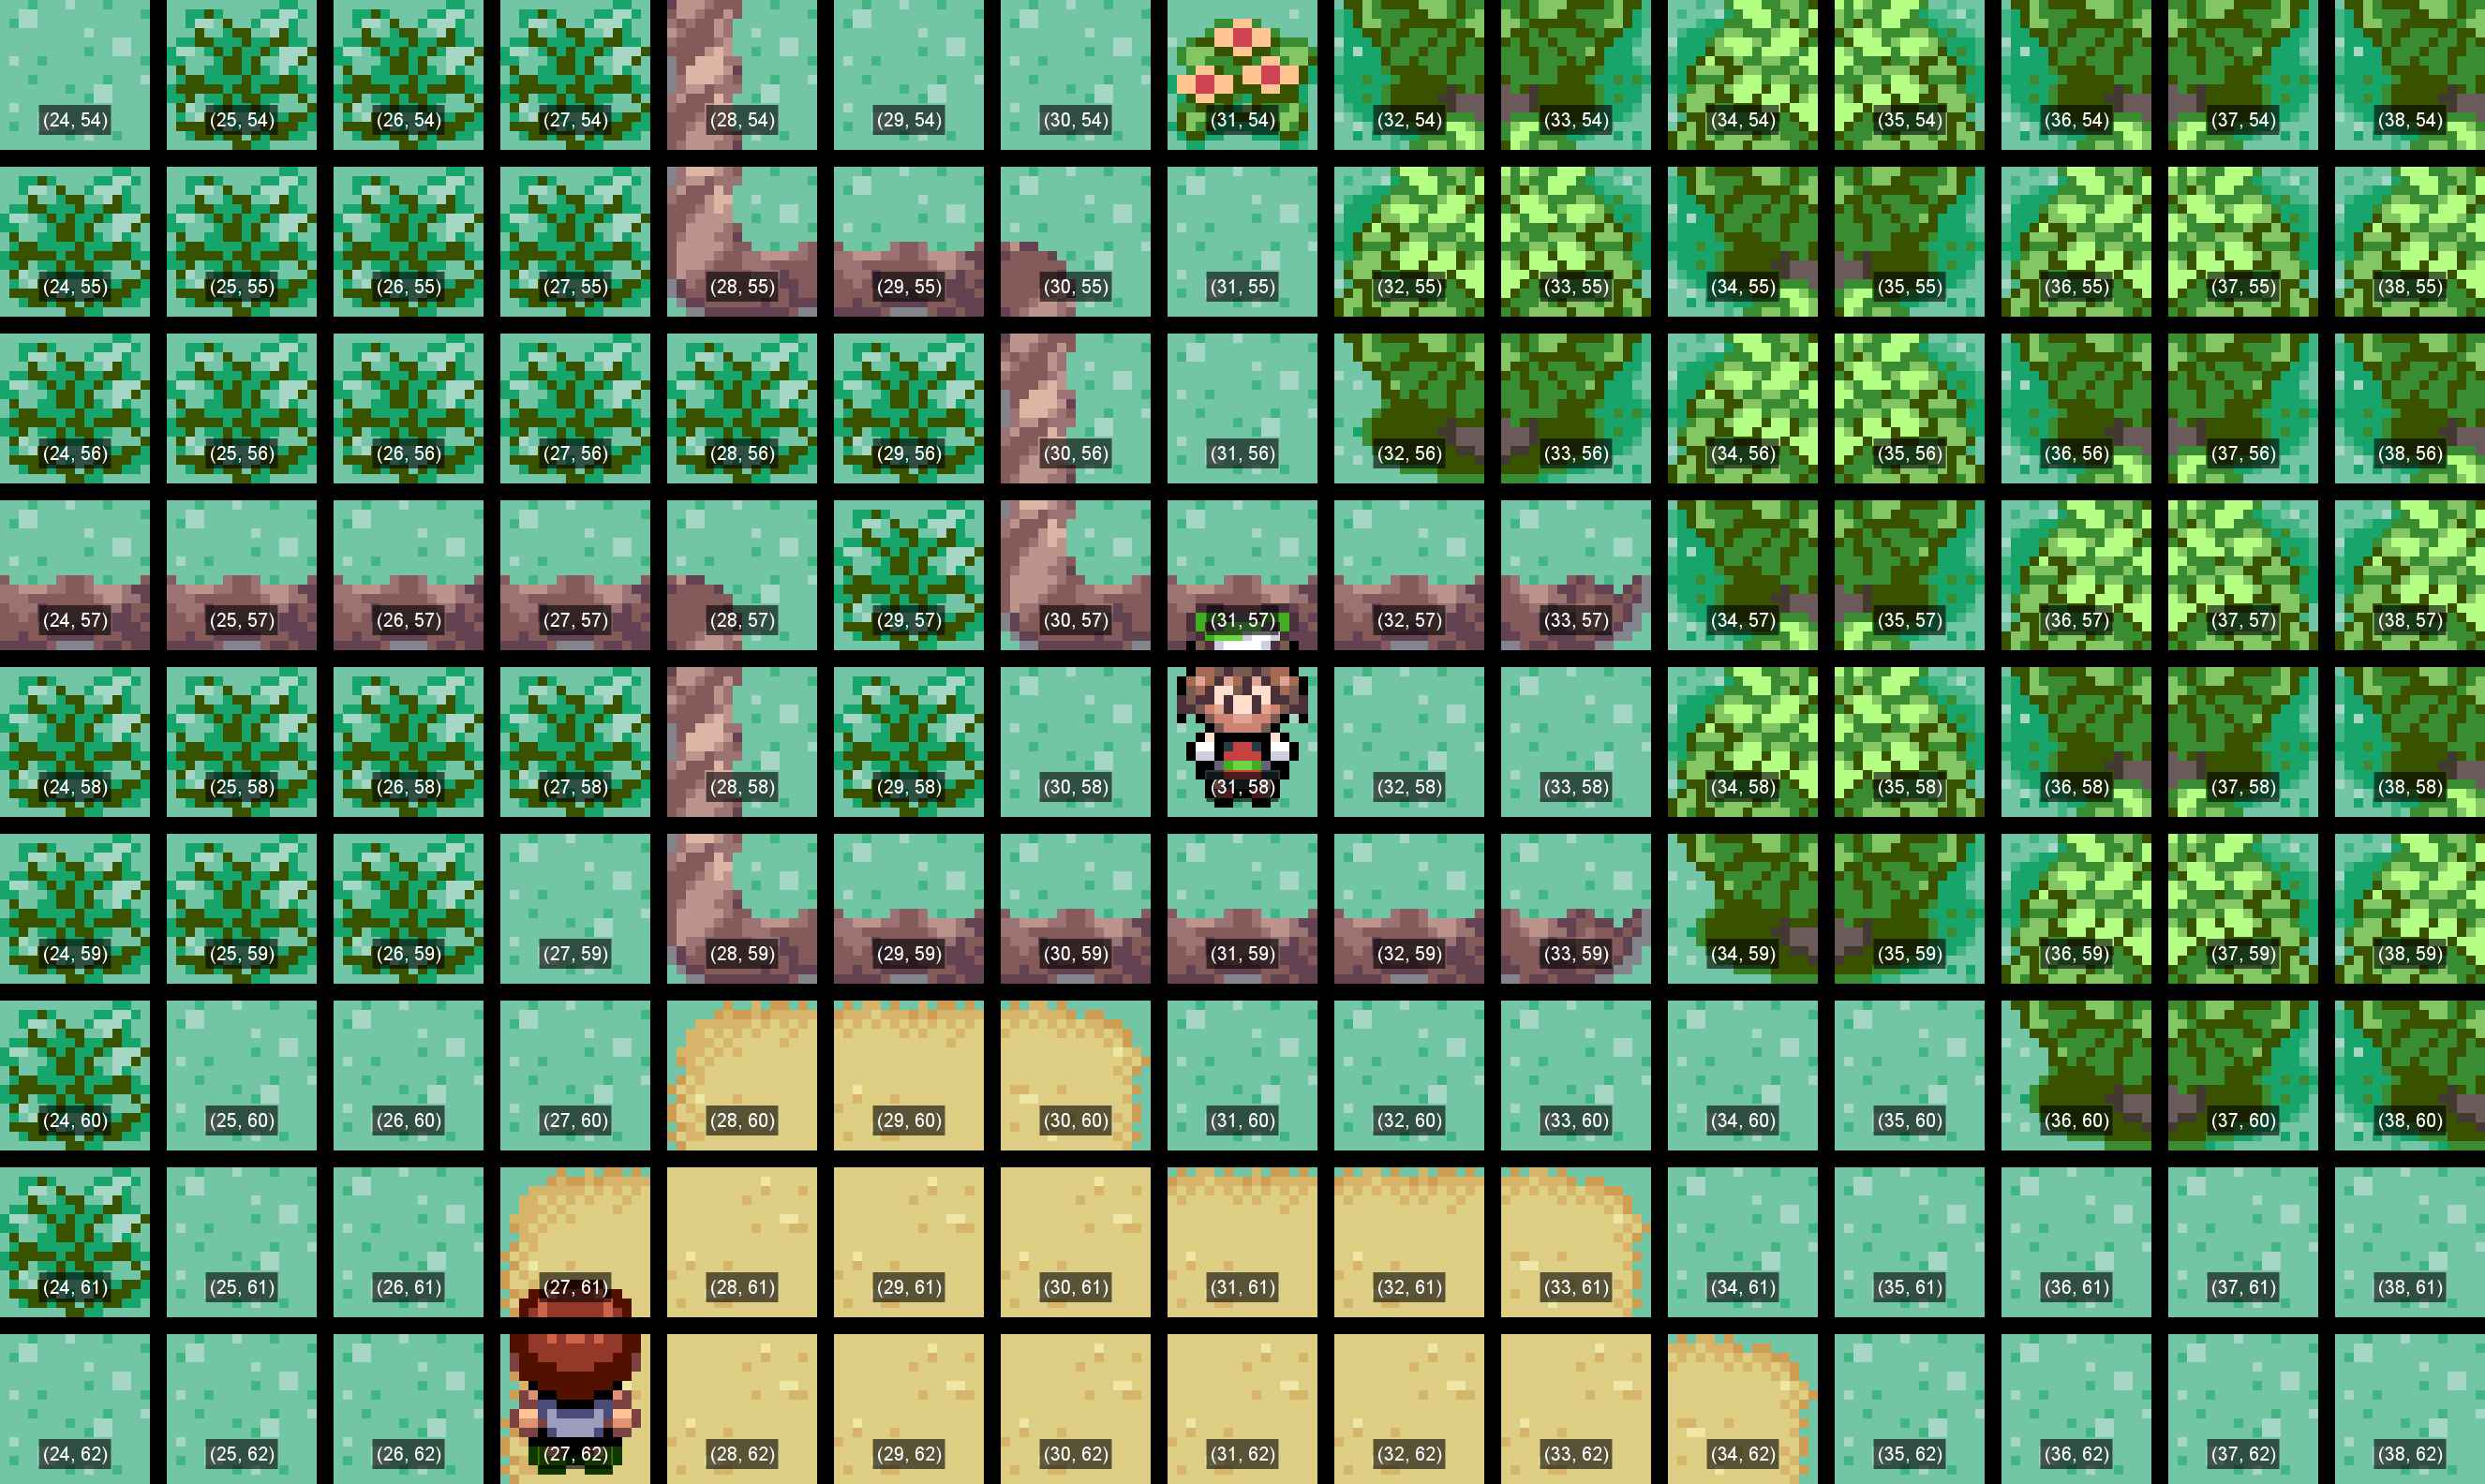 (24, 54) (25, 54) (26, 54) (27, 54) (28, 54) (29, 54) (30, 54) (31, 54) (32, 54) (33, 54) (34, 54) (35, 54) (36, 54) (37, 54) (38, 54)
(24, 55) (25, 55) (26, 55) (27, 55) (28, 55) (29, 55) (30, 55) (31, 55) (32, 55) (33, 55) (34, 55) (35, 55) (36, 55) (37, 55) (38, 55)
(24, 56) (25, 56) (26, 56) (27, 56) (28, 56) (29, 56) (30, 56) (31, 56) (32, 56) (33, 56) (34, 56) (35, 56) (36, 56) (37, 56) (38, 56)
(24, 57) (25, 57) (26, 57) (27, 57) (28, 57) (29, 57) (30, 57) (31, 57) (32, 57) (33, 57) (34, 57) (35, 57) (36, 57) (37, 57) (38, 57)
(24, 58) (25, 58) (26, 58) (27, 58) (28, 58) (29, 58) (30, 58) (31, 58) (32, 58) (33, 58) (34, 58) (35, 58) (36, 58) (37, 58) (38, 58)
(24, 59) (25, 59) (26, 59) (27, 59) (28, 59) (29, 59) (30, 59) (31, 59) (32, 59) (33, 59) (34, 59) (35, 59) (36, 59) (37, 59) (38, 59)
(24, 60) (25, 60) (26, 60) (27, 60) (28, 60) (29, 60) (30, 60) (31, 60) (32, 60) (33, 60) (34, 60) (35, 60) (36, 60) (37, 60) (38, 60)
(24, 61) (25, 61) (26, 61) (27, 61) (28, 61) (29, 61) (30, 61) (31, 61) (32, 61) (33, 61) (34, 61) (35, 61) (36, 61) (37, 61) (38, 61)
(24, 62) (25, 62) (26, 62) (27, 62) (28, 62) (29, 62) (30, 62) (31, 62) (32, 62) (33, 62) (34, 62) (35, 62) (36, 62) (37, 62) (38, 62)